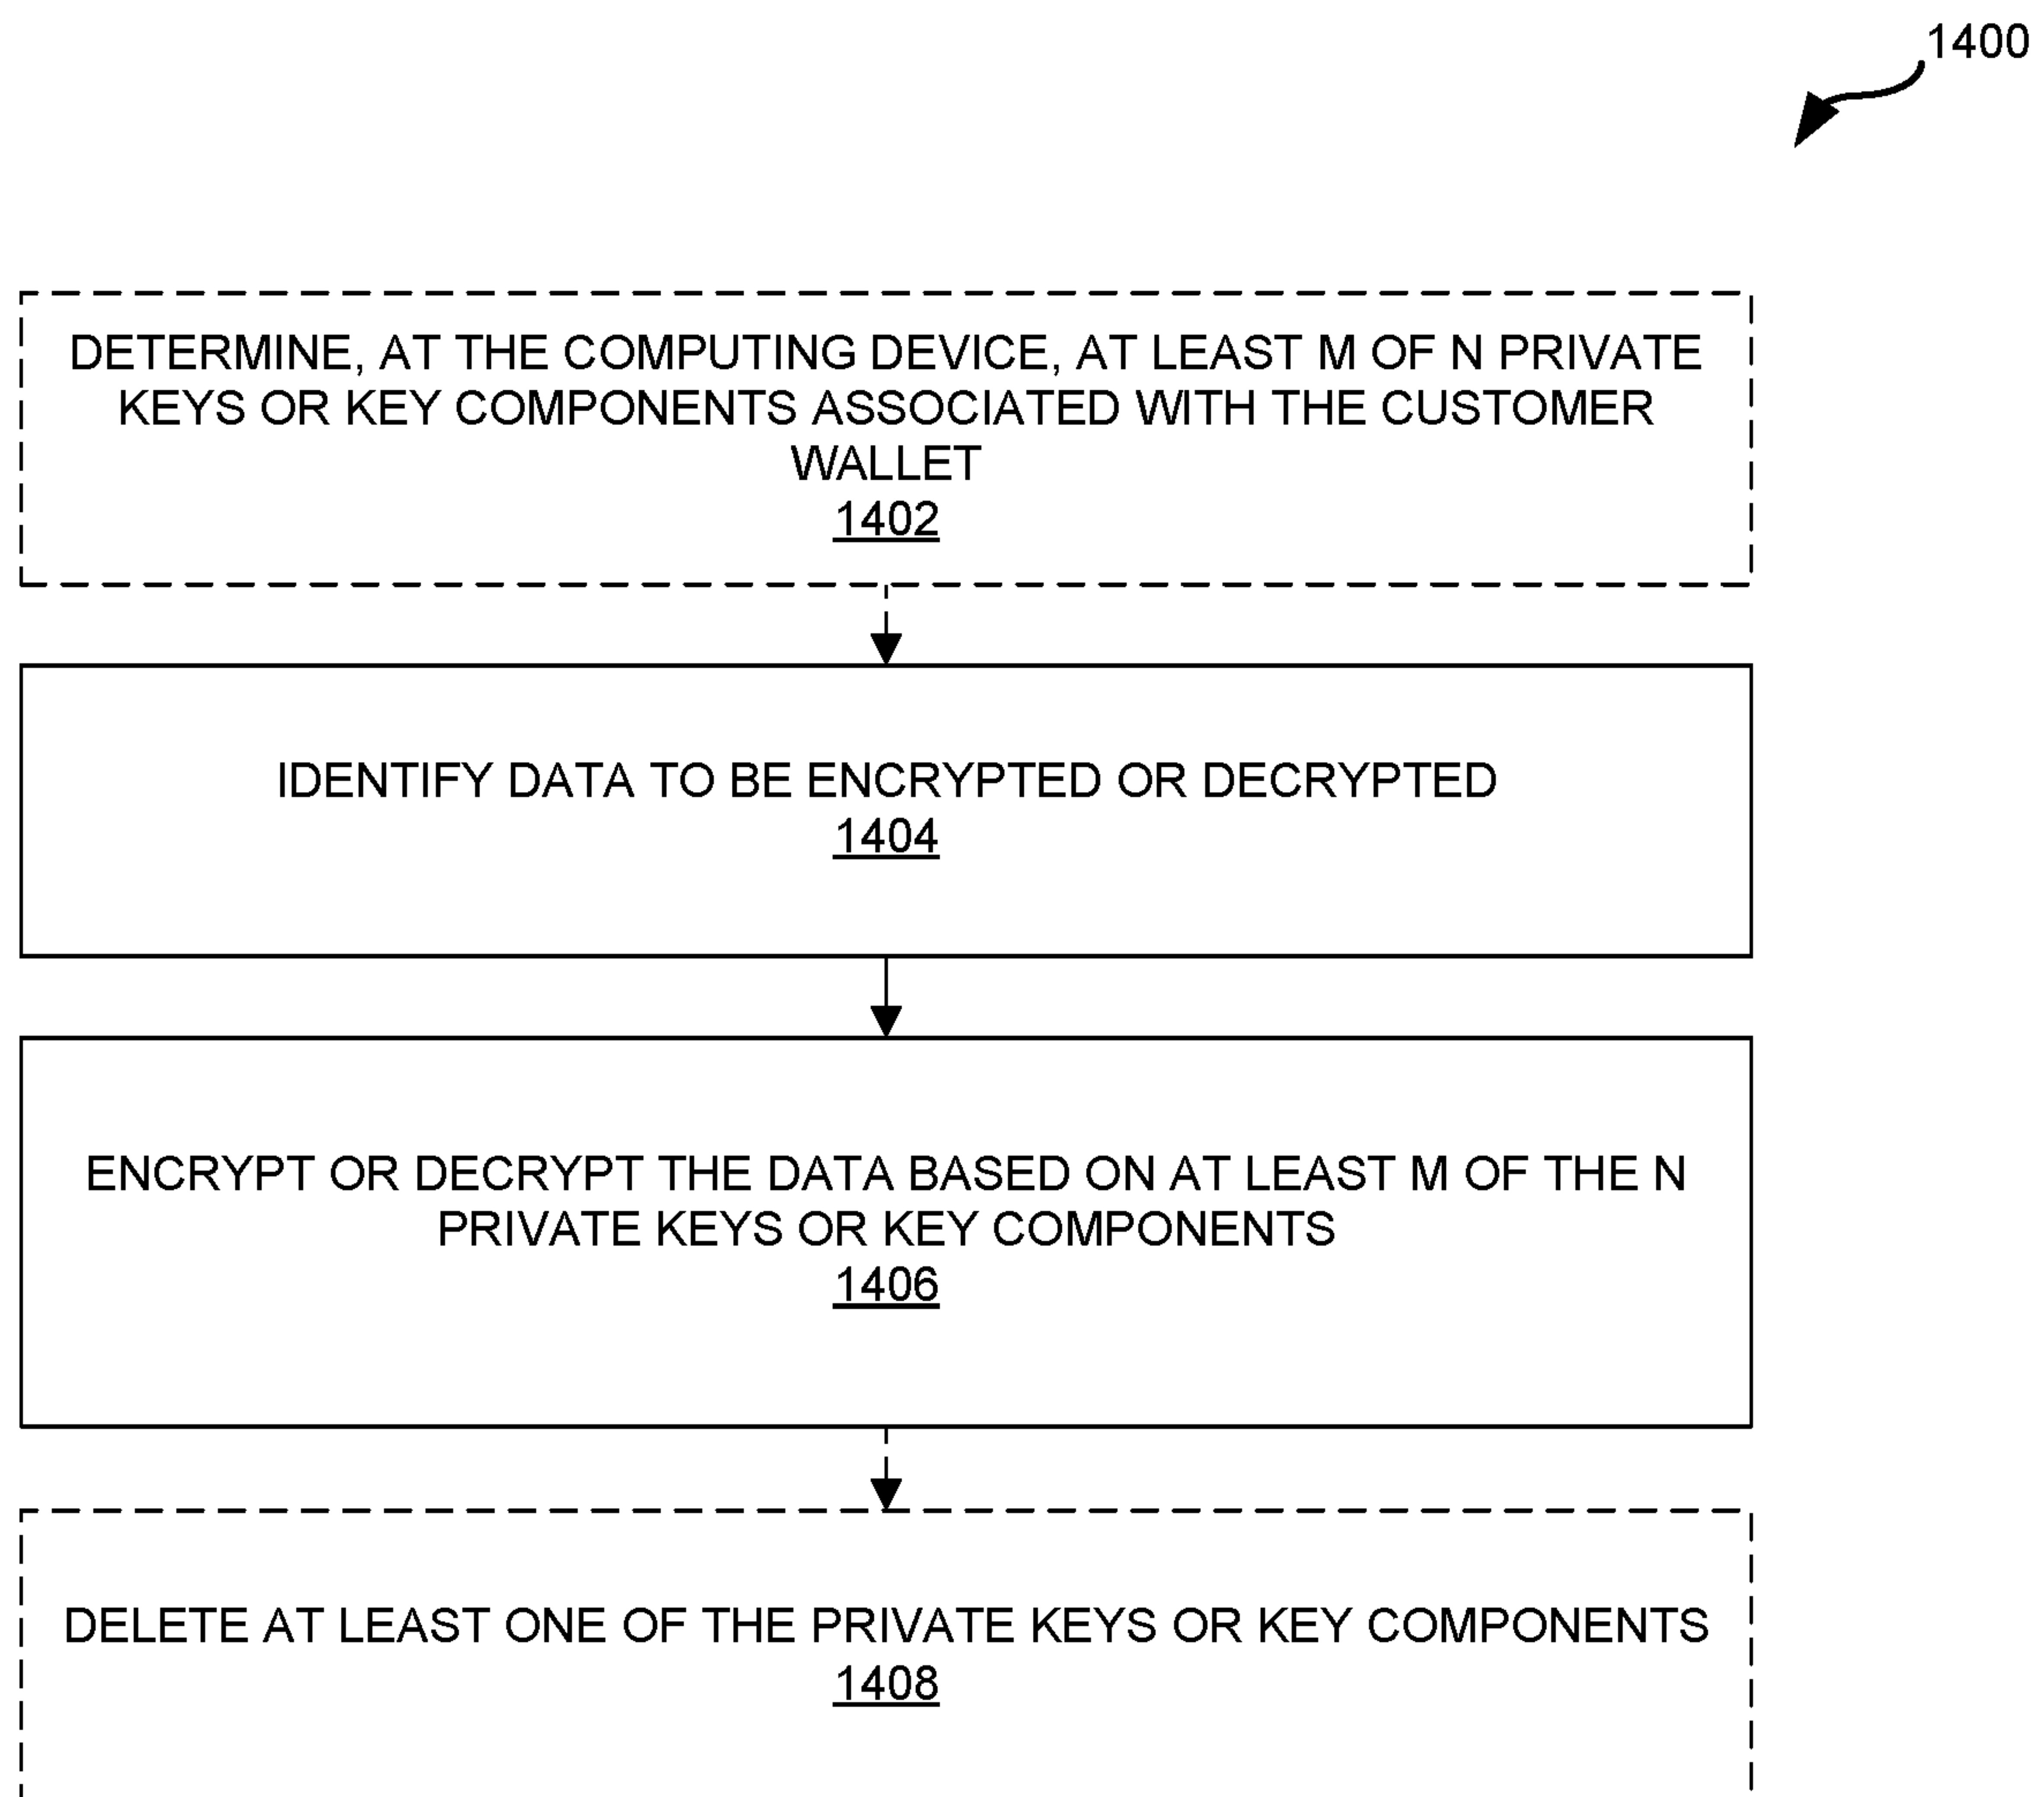 1400
DETERMINE, AT THE COMPUTING DEVICE, AT LEAST M OF N PRIVATE
KEYS OR KEY COMPONENTS ASSOCIATED WITH THE CUSTOMER
WALLET
1402
IDENTIFY DATA TO BE ENCRYPTED OR DECRYPTED
1404
ENCRYPT OR DECRYPT THE DATA BASED ON AT LEAST M OF THE N
PRIVATE KEYS OR KEY COMPONENTS
1406
DELETE AT LEAST ONE OF THE PRIVATE KEYS OR KEY COMPONENTS
1408